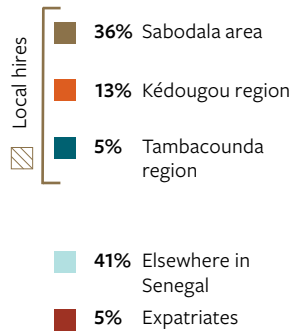 Local hires
36% Sabodala area
13% Kédougou region
5% Tambacounda
region
41% Elsewhere in
Senegal
5% Expatriates